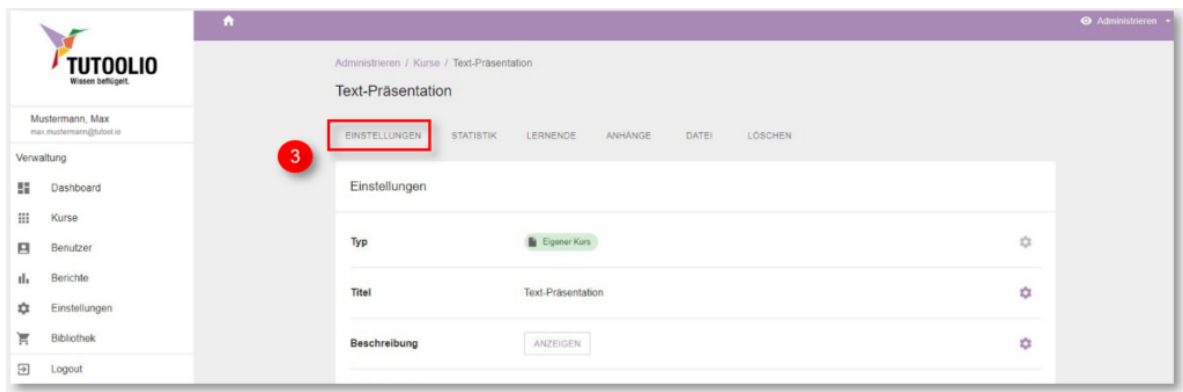 TUTOOLIO
Wissen beflügelt.
Mustermann, Max
max.mustermann@tutool.io
Verwaltung
Dashboard
Kurse
Benutzer
Berichte
Einstellungen
Bibliothek
Logout
Administrieren
Administrieren / Kurse / Text-Präsentation
Text-Präsentation
EINSTELLUNGEN STATISTIK LERNENDE ANHÄNGE DATEI LÖSCHEN
3
Einstellungen
Typ Eigener Kurs
Titel Text-Präsentation
Beschreibung ANZEIGEN